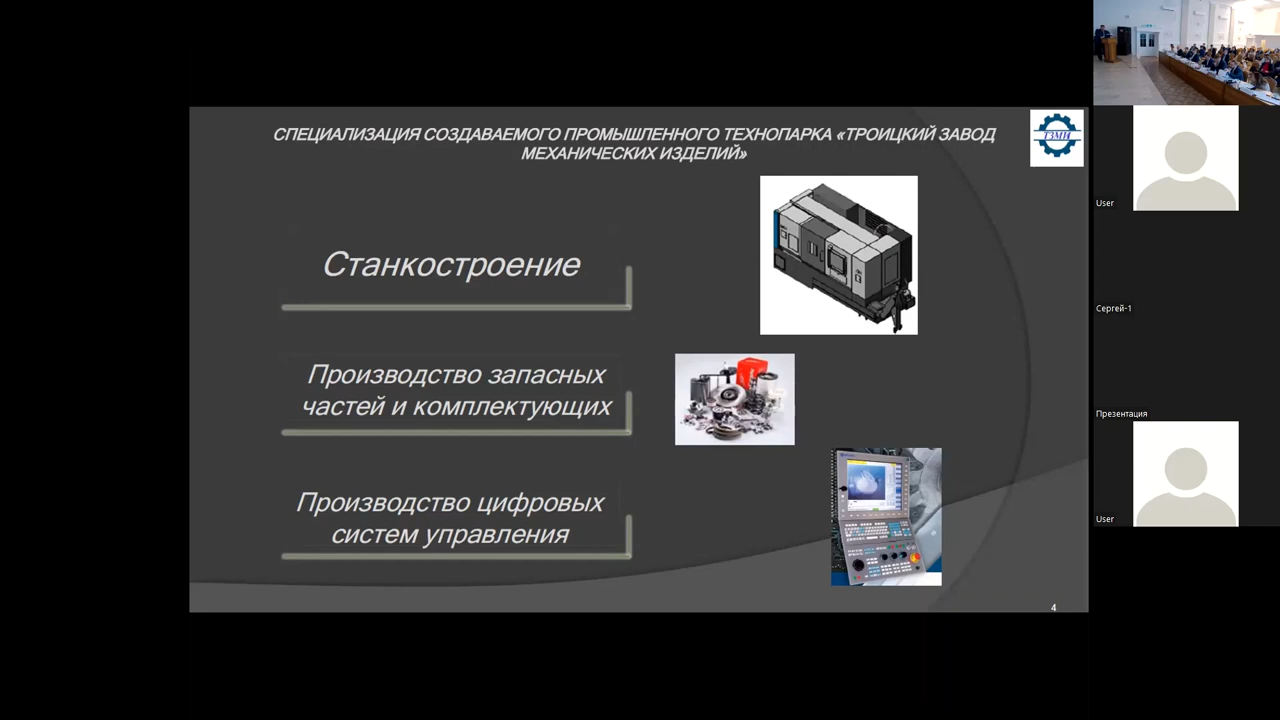 СПЕЦИАЛИЗАЦИЯ СОЗДАВАЕМОГО ПРОМЫШЛЕННОГО ТЕХНОПАРКА «ТРОИЦКИЙ ЗАВОД
МЕХАНИЧЕСКИХ ИЗДЕЛИЙ»
ТЗМИ
Станкостроение
Производство запасных
частей и комплектующих
Производство цифровых
систем управления
4
User
Сергей-1
Презентация
User